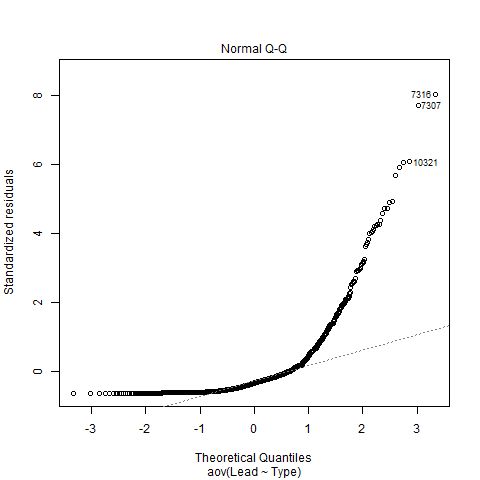 Normal Q-Q
Standardized residuals
8
6
4
2
0
7316
7307
10321
-3 -2 -1 0 1 2 3
Theoretical Quantiles
aov(Lead ~ Type)